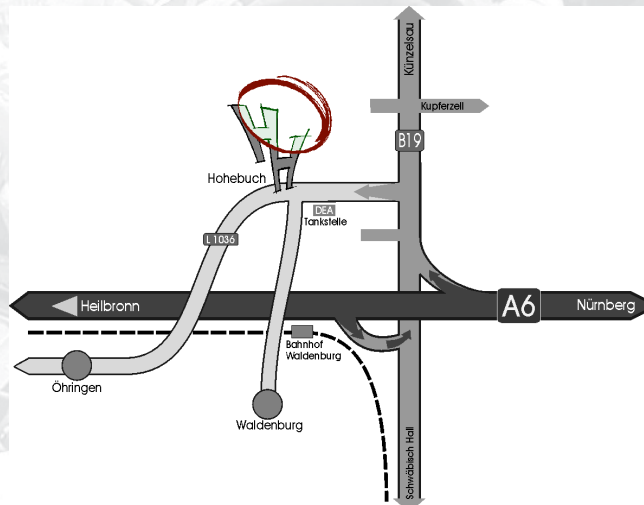 Künzelsau
Kupferzell
B19
Hohebuch
DEA
Tankstelle
L 1036
Heilbronn
A6
Nürnberg
Bahnhof
Waldenburg
Öhringen
Waldenburg
Schwäbisch Hall